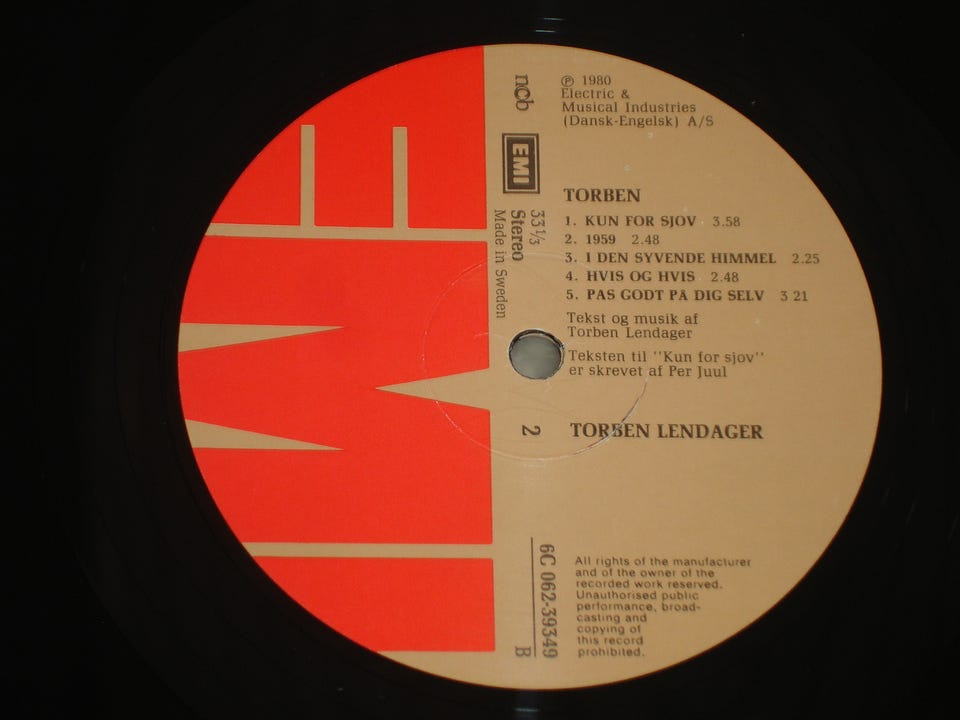 ncb
℗ 1980
Electric &
Musical Industries
(Dansk-Engelsk) A/S
EMI
EMI
33 1/3
Stereo
Made in Sweden
TORBEN
1. KUN FOR SJOV 3.58
2. 1959 2.48
3. I DEN SYVENDE HIMMEL 2.25
4. HVIS OG HVIS 2.48
5. PAS GODT PÅ DIG SELV 3 21
Tekst og musik af
Torben Lendager
Teksten til "Kun for sjov"
er skrevet af Per Juul
2
TORBEN LENDAGER
6C 062-39349
B
All rights of the manufacturer
and of the owner of the
recorded work reserved.
Unauthorised public
performance, broad-
casting and
copying of
this record
prohibited.